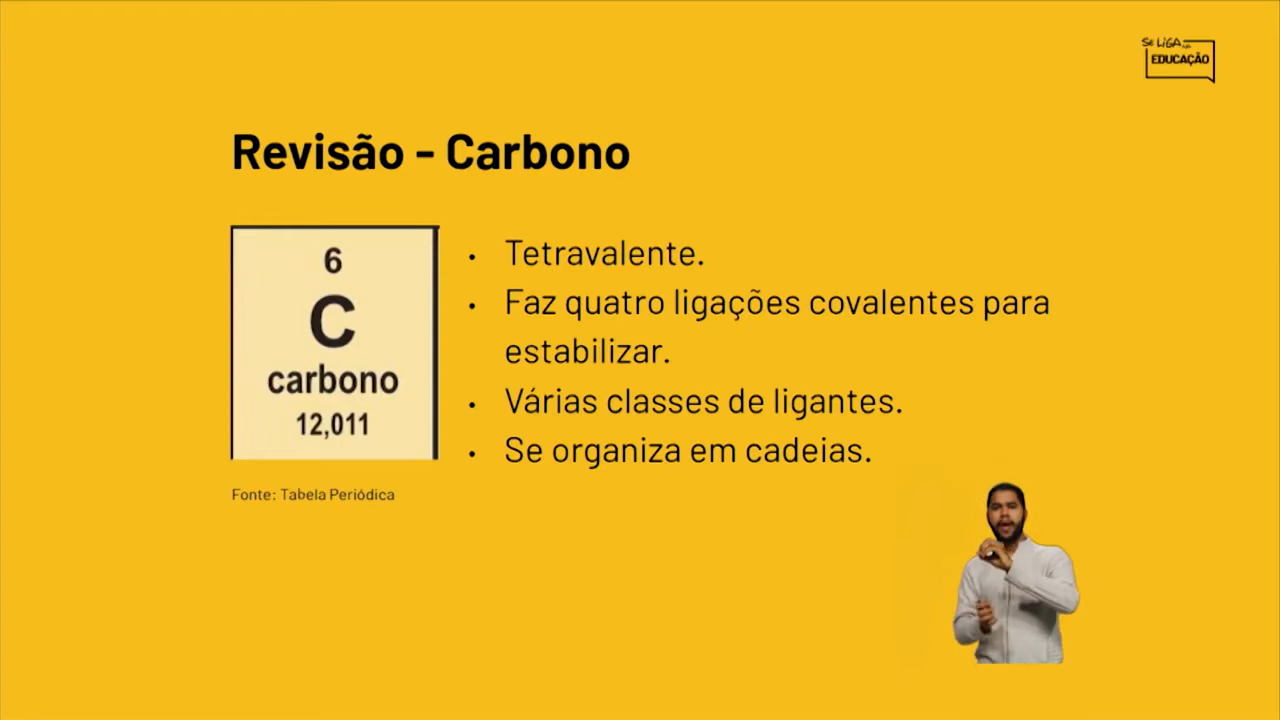 SE LIGA NA
EDUCAÇÃO
Revisão - Carbono
6
C
carbono
12,011
Fonte: Tabela Periódica
• Tetravalente.
• Faz quatro ligações covalentes para
estabilizar.
• Várias classes de ligantes.
• Se organiza em cadeias.